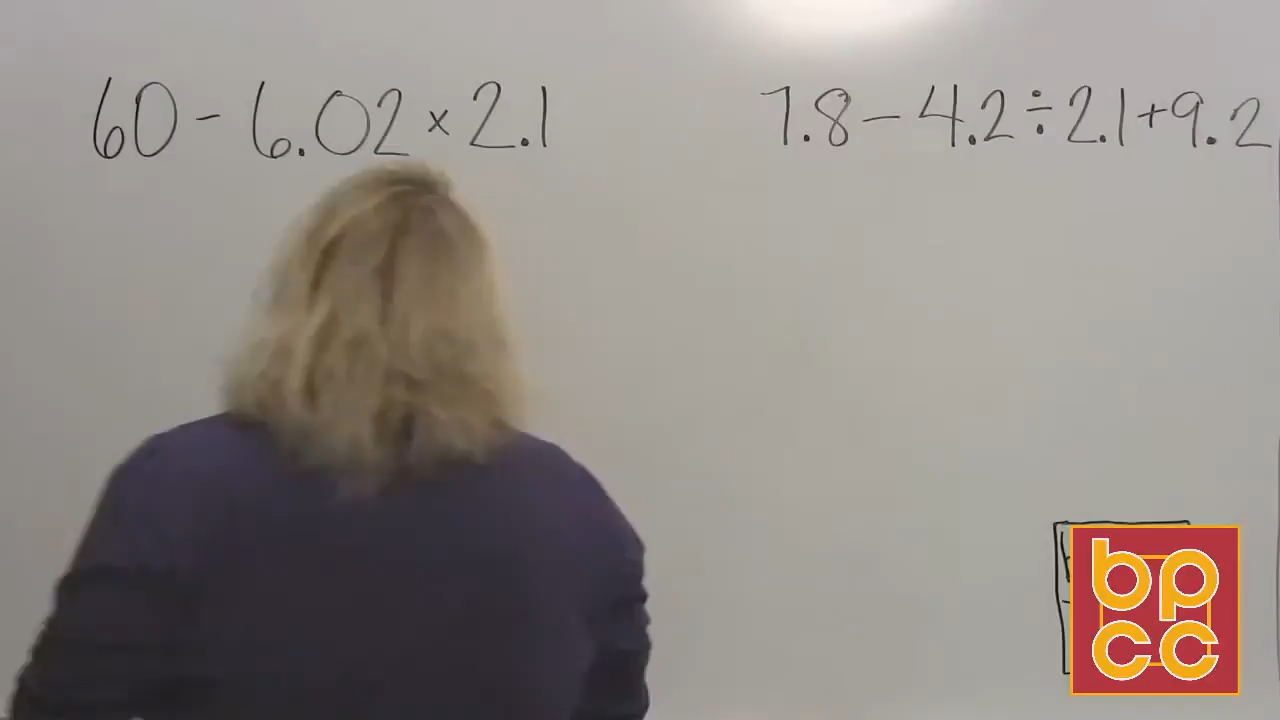 60 - 6.02 × 2.1
7.8 - 4.2 ÷ 2.1 + 9.2
bp
cc